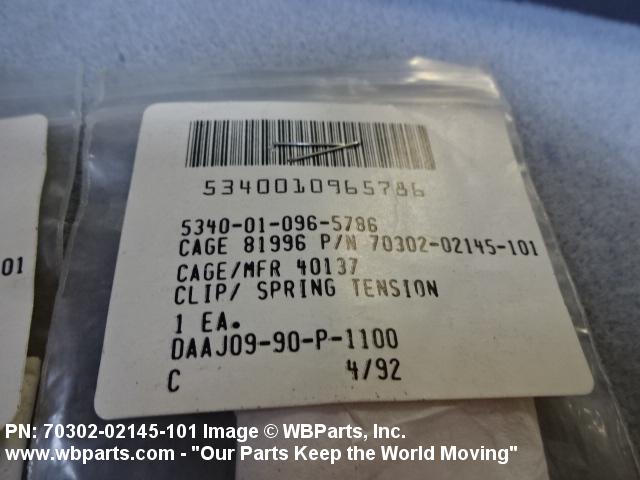 5340010965786
5340-01-096-5786
CAGE 81996 P/N 70302-02145-101
CAGE/MFR 40137
CLIP/ SPRING TENSION
1 EA.
DAAJ09-90-P-1100
C 4/92
01
PN: 70302-02145-101 Image © WBParts, Inc.
www.wbparts.com - "Our Parts Keep the World Moving"